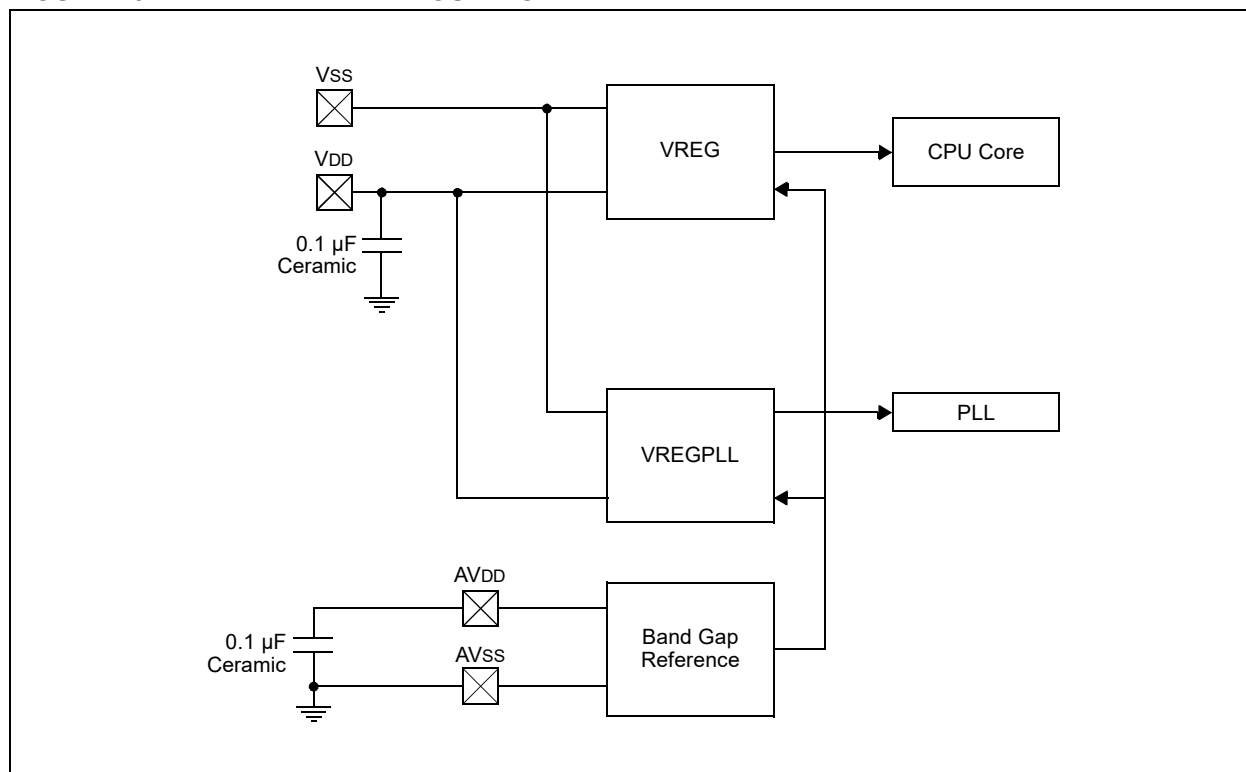 VSS
VREG
CPU Core
VDD
0.1 µF
Ceramic
PLL
VREGPLL
AVDD
0.1 µF
Ceramic
Band Gap
Reference
AVSS